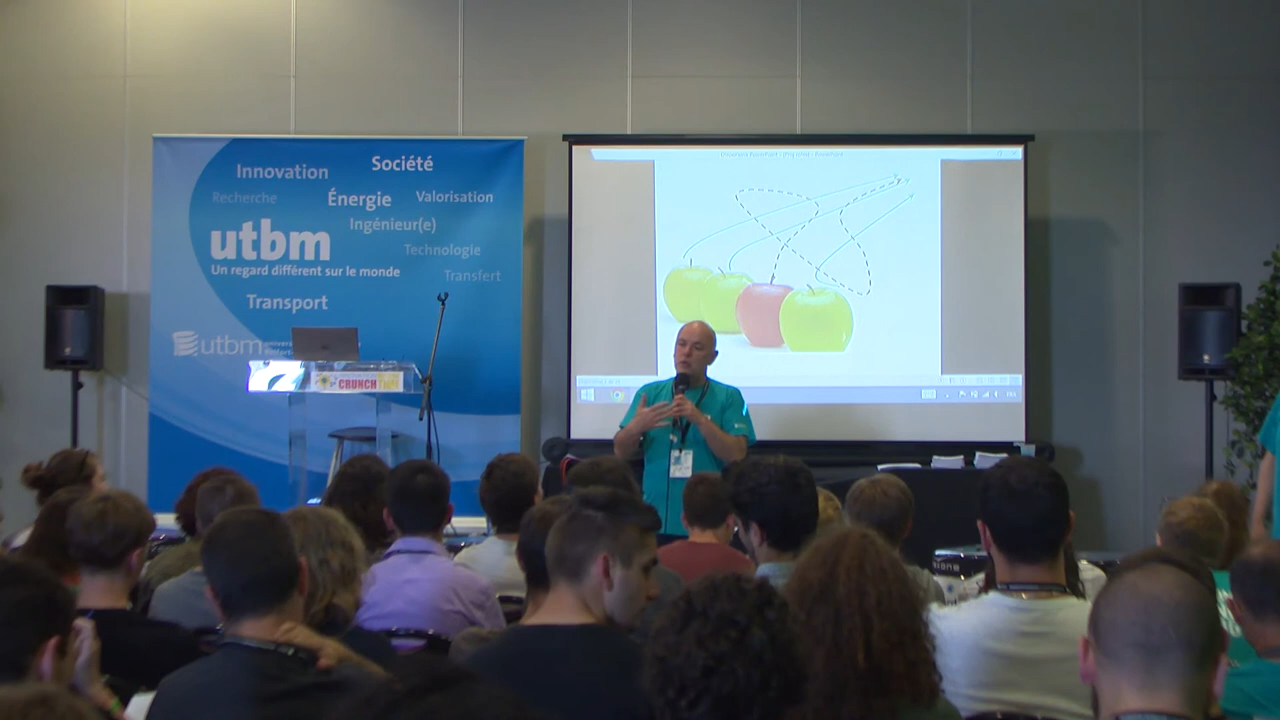 Innovation
Société
Recherche
Énergie
Valorisation
Ingénieur(e)
utbm
Technologie
Un regard différent sur le monde
Transfert
Transport
utbm
CRUNCH